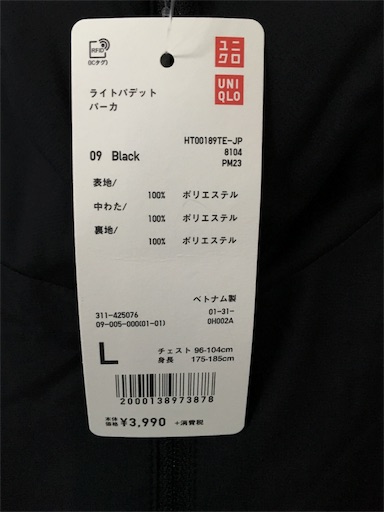 RFID
(ICタグ)
ユニ
クロ
UNI
QLO
ライトパデット
パーカ
HT00189TE-JP
8104
PM23
09 Black
表地/
100% ポリエステル
中わた/
100% ポリエステル
裏地/
100% ポリエステル
ベトナム製
311-425076
01-31-
09-005-000(01-01)
0H002A
L
チェスト 96-104cm
身長 175-185cm
2000138973878
本体
価格 ¥3,990 +消費税